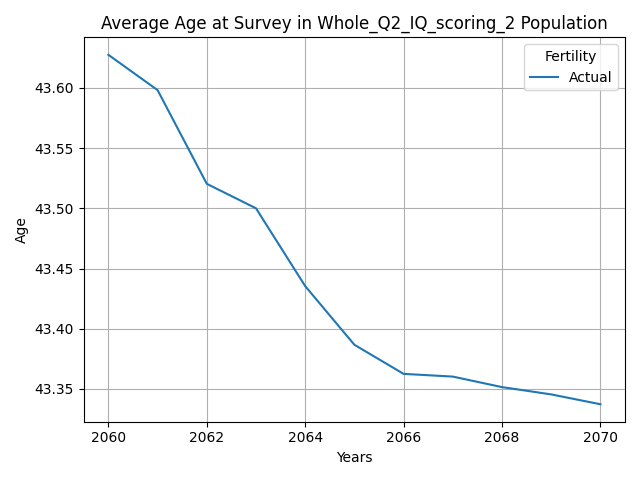 Average Age at Survey in Whole_Q2_IQ_scoring_2 Population
Fertility
Actual
43.60
43.55
43.50
43.45
43.40
43.35
Age
2060 2062 2064 2066 2068 2070
Years